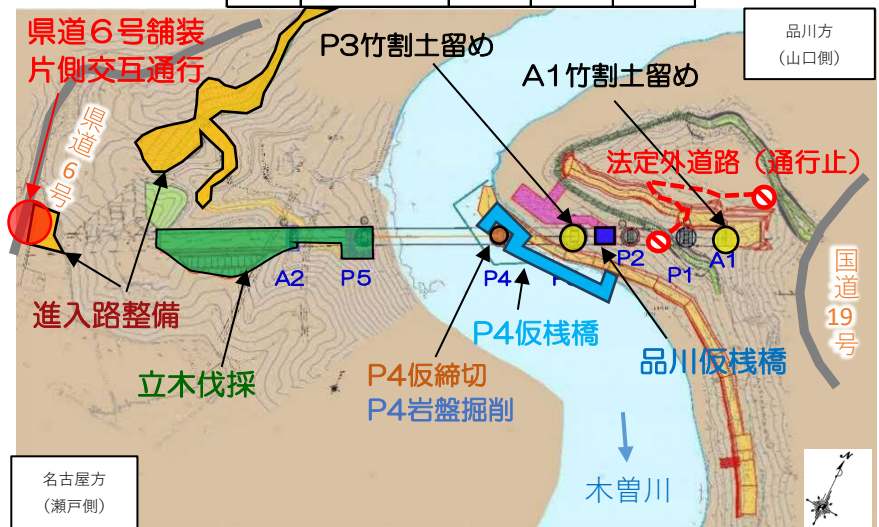 県道６号舗装
片側交互通行
県道
6号
P3竹割土留め
A1竹割土留め
品川方
（山口側）
法定外道路（通行止）
A2
P5
P4
P2
P1
A1
国道
19号
進入路整備
立木伐採
P4仮桟橋
P4仮締切
P4岩盤掘削
品川仮桟橋
木曽川
名古屋方
（瀬戸側）
N